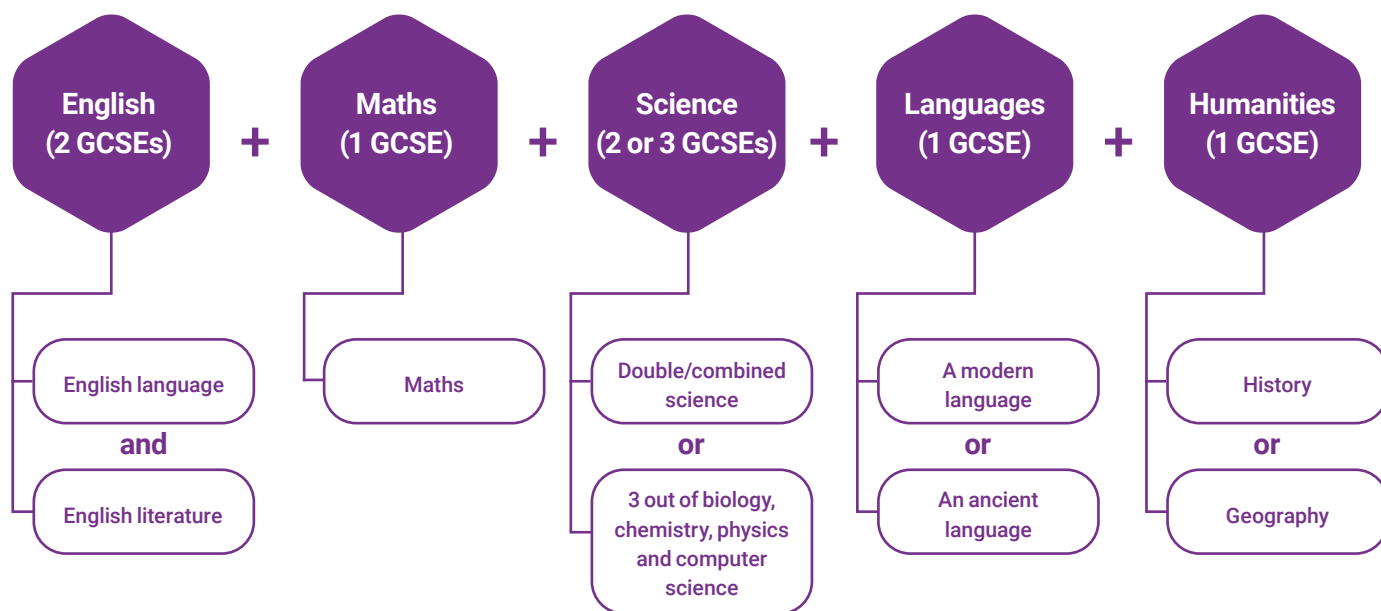 English
(2 GCSEs)
+
Maths
(1 GCSE)
+
Science
(2 or 3 GCSEs)
+
Languages
(1 GCSE)
+
Humanities
(1 GCSE)
English language
and
English literature
Maths
Double/combined
science
or
3 out of biology,
chemistry, physics
and computer
science
A modern
language
or
An ancient
language
History
or
Geography